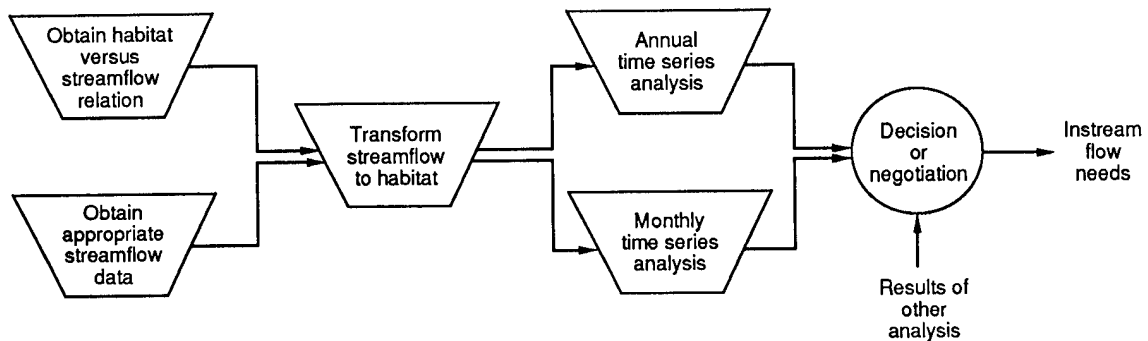 Obtain habitat
versus
streamflow
relation
Obtain
appropriate
streamflow
data
Transform
streamflow
to habitat
Annual
time series
analysis
Monthly
time series
analysis
Decision
or
negotiation
Instream
flow
needs
Results of
other
analysis